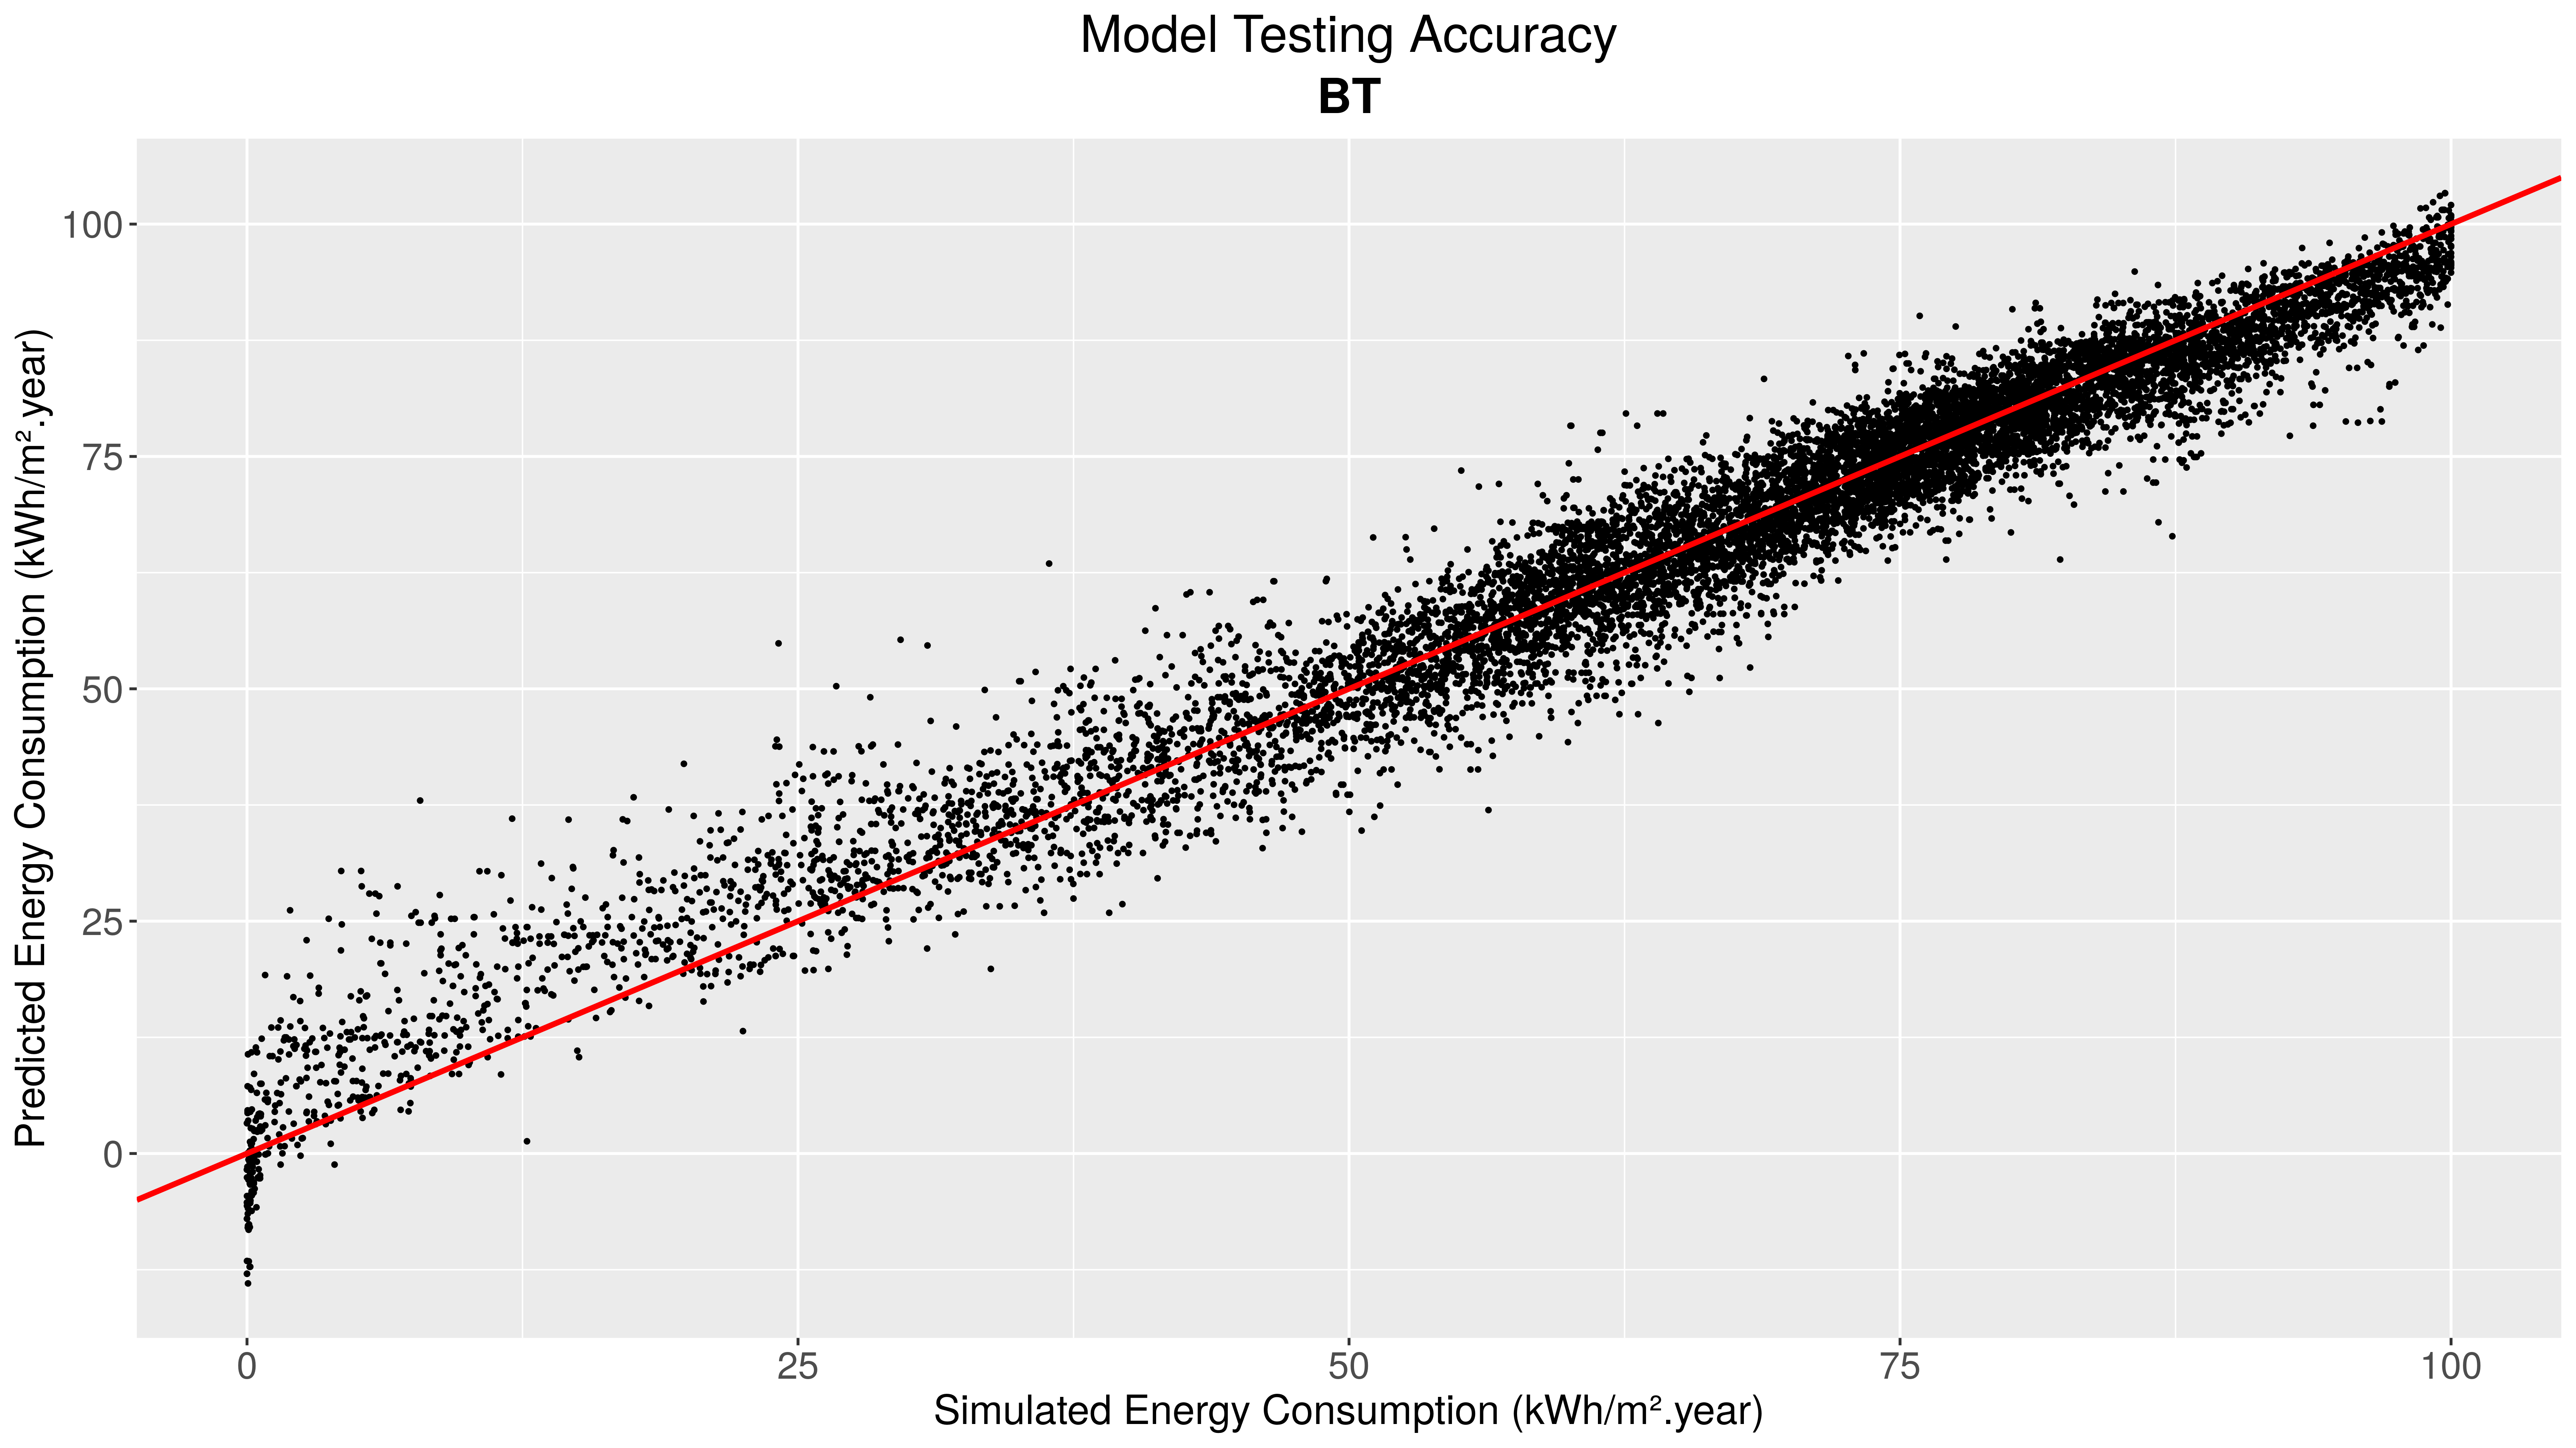 Model Testing Accuracy
BT
Predicted Energy Consumption (kWh/m².year)
100
75
50
25
0
0 25 50 75 100
Simulated Energy Consumption (kWh/m².year)